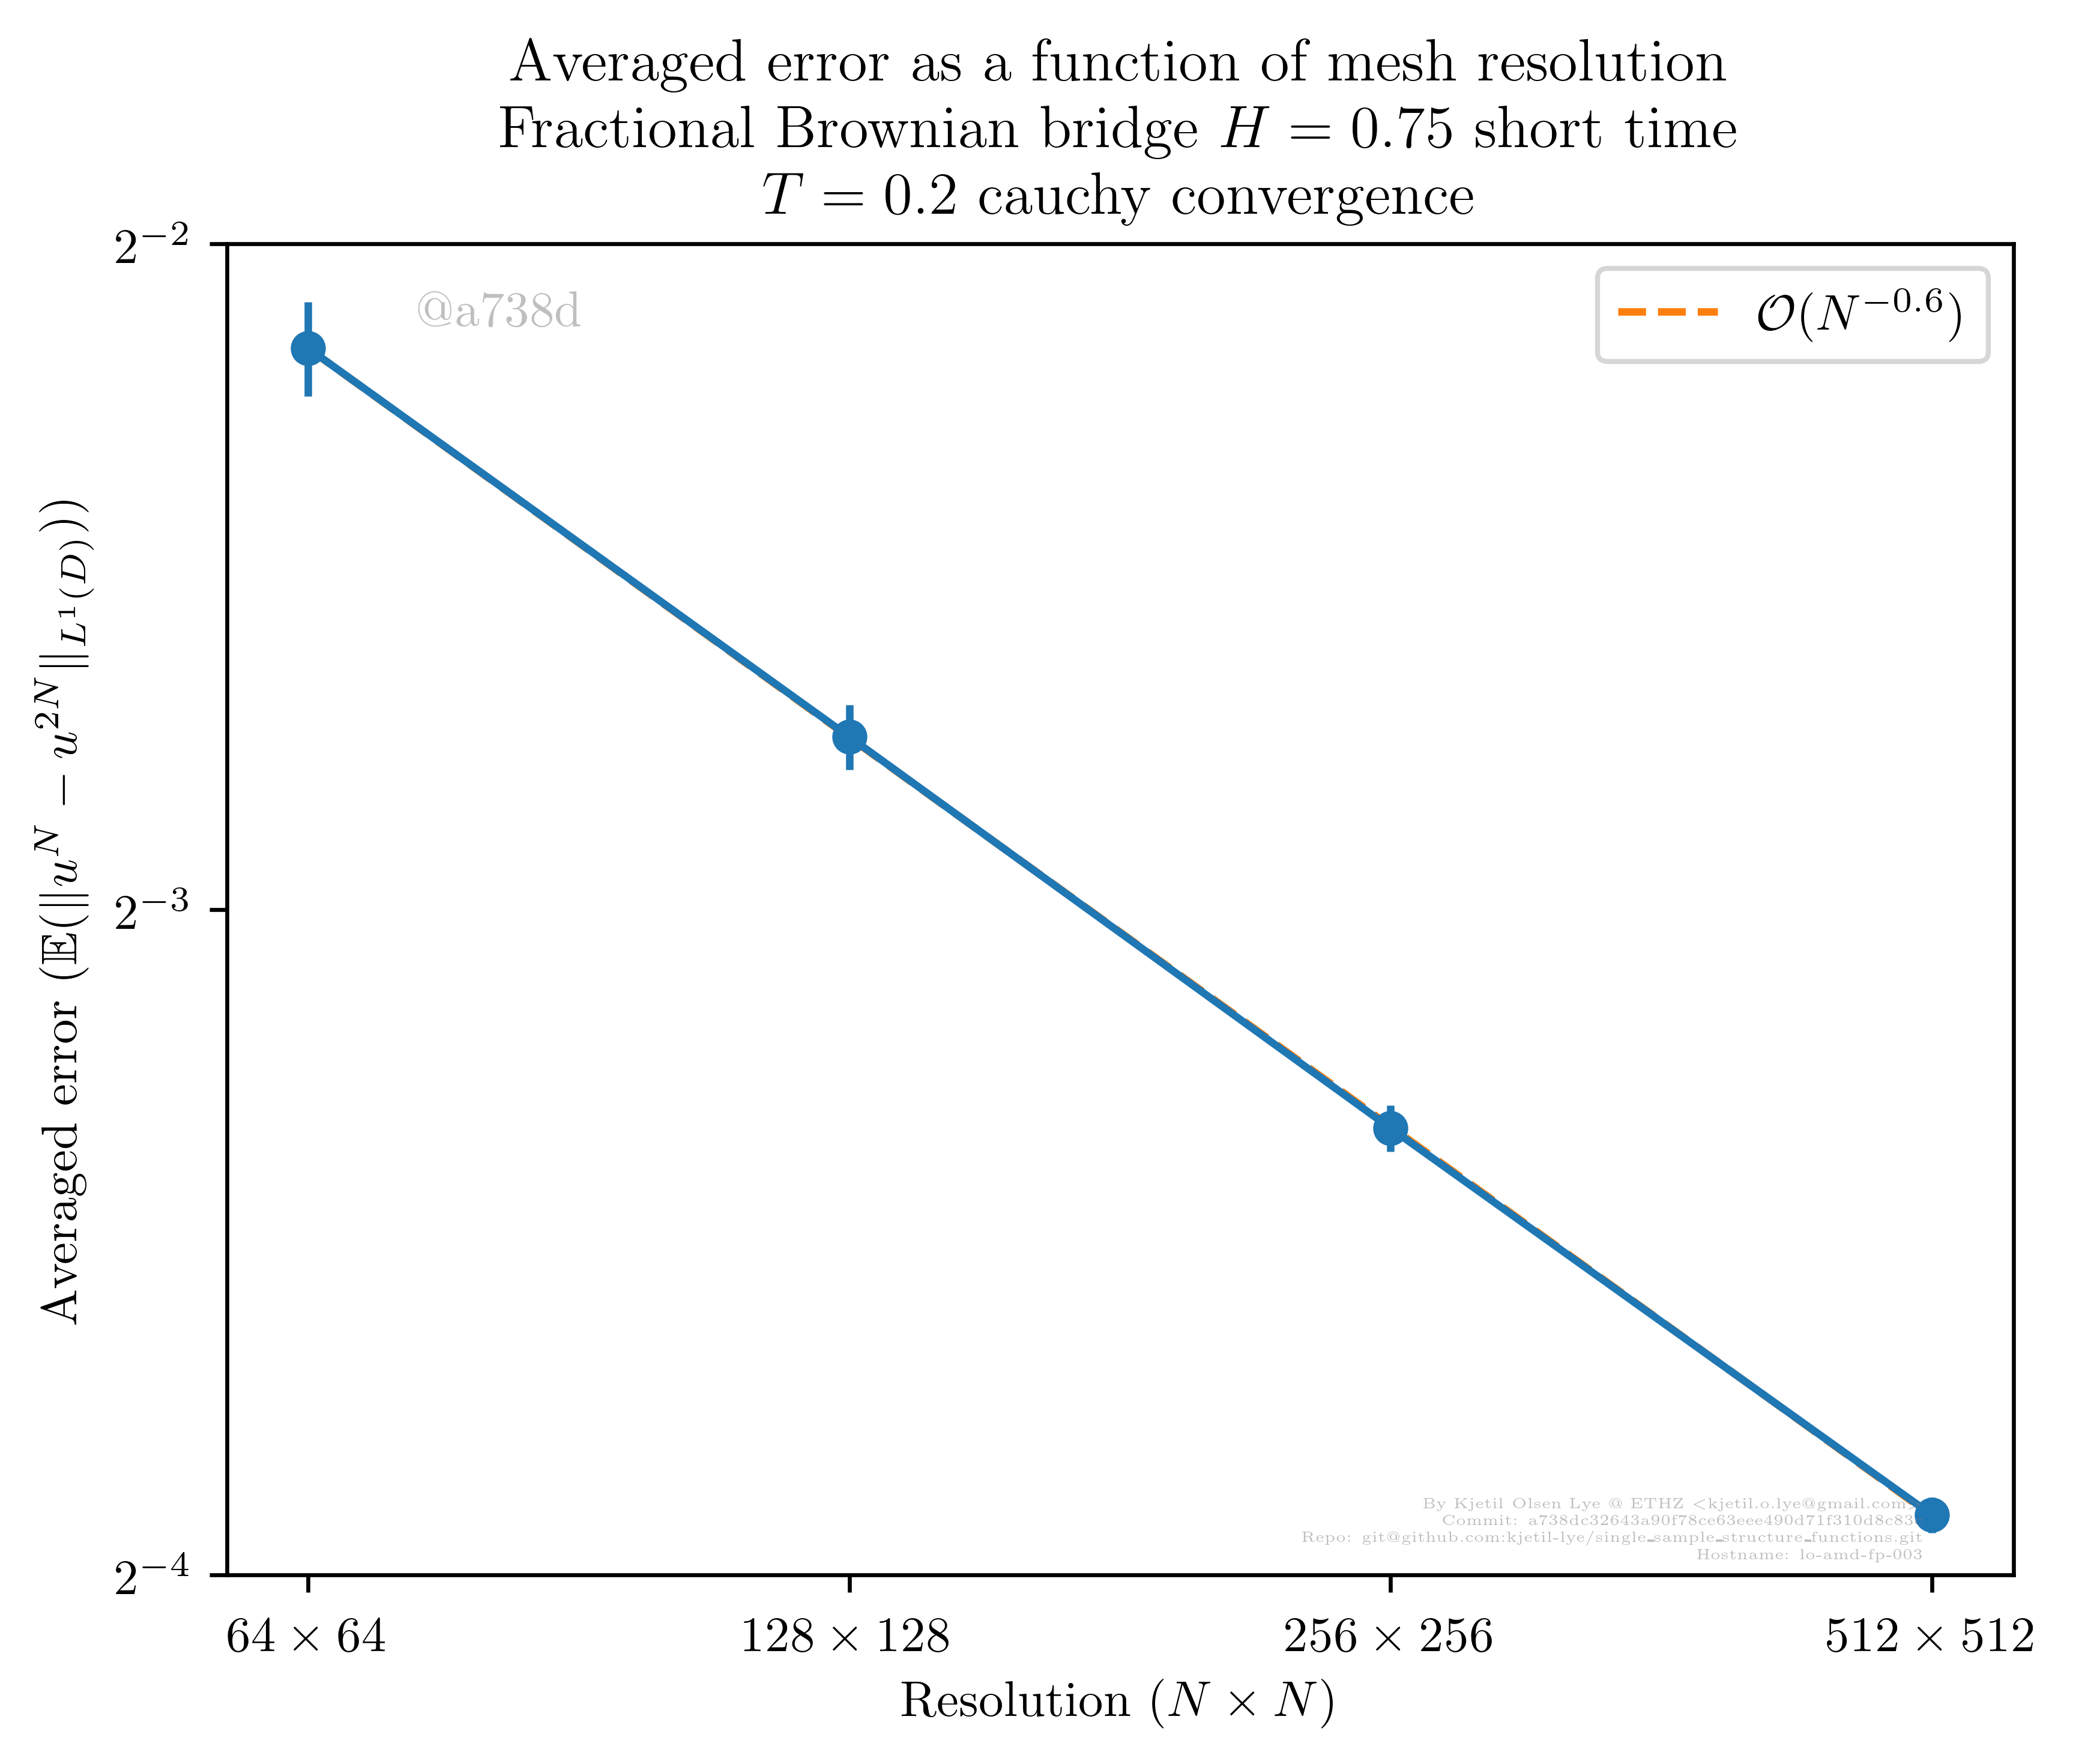 Averaged error as a function of mesh resolution
Fractional Brownian bridge H = 0.75 short time
T = 0.2 cauchy convergence
2⁻²
@a738d
𝒪(N⁻⁰·⁶)
Averaged error (𝔼(||uᴺ − u²ᴺ||_{L¹(D)}))
2⁻³
2⁻⁴
By Kjetil Olsen Lye @ ETHZ <kjetil.o.lye@gmail.com>
Commit: a738dc32643a90f78ce63eee490d71f310d8c83
Repo: git@github.com:kjetil-lye/single_sample_structure_functions.git
Hostname: lo-amd-fp-003
64 × 64
128 × 128
256 × 256
512 × 512
Resolution (N × N)